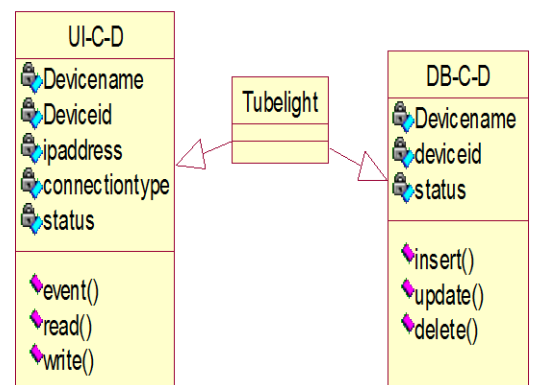 UI-C-D
Devicename
Deviceid
ipaddress
connectiontype
status
event()
read()
write()
Tubelight
DB-C-D
Devicename
deviceid
status
insert()
update()
delete()